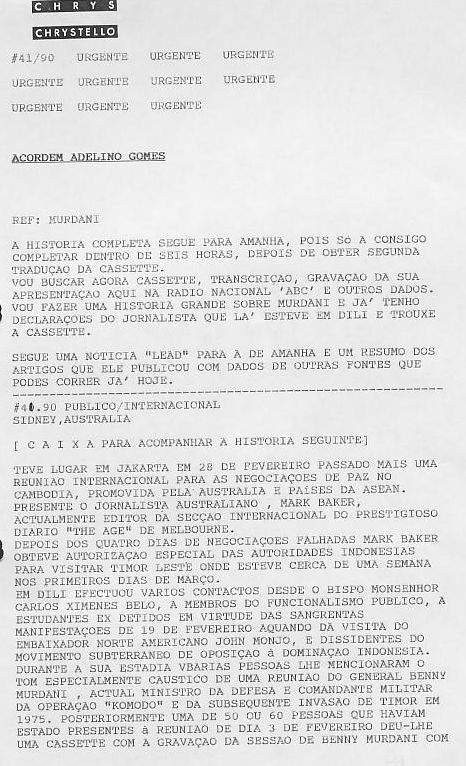 C H R Y S
CHRYSTELLO
#41/90 URGENTE URGENTE URGENTE
URGENTE URGENTE URGENTE URGENTE
URGENTE URGENTE URGENTE
ACORDEM ADELINO GOMES
REF: MURDANI
A HISTORIA COMPLETA SEGUE PARA AMANHA, POIS SÓ A CONSIGO
COMPLETAR DENTRO DE SEIS HORAS, DEPOIS DE OBTER SEGUNDA
TRADUÇAO DA CASSETTE.
VOU BUSCAR AGORA CASSETTE, TRANSCRIÇAO, GRAVAÇAO DA SUA
APRESENTAÇAO AQUI NA RADIO NACIONAL 'ABC' E OUTROS DADOS.
VOU FAZER UMA HISTORIA GRANDE SOBRE MURDANI E JA' TENHO
DECLARAÇOES DO JORNALISTA QUE LA' ESTEVE EM DILI E TROUXE
A CASSETTE.
SEGUE UMA NOTICIA "LEAD" PARA A DE AMANHA E UM RESUMO DOS
ARTIGOS QUE ELE PUBLICOU COM DADOS DE OUTRAS FONTES QUE
PODES CORRER JA' HOJE.
#41.90 PUBLICO/INTERNACIONAL
SIDNEY,AUSTRALIA
[ C A I X A PARA ACOMPANHAR A HISTORIA SEGUINTE]
TEVE LUGAR EM JAKARTA EM 28 DE FEVEREIRO PASSADO MAIS UMA
REUNIAO INTERNACIONAL PARA AS NEGOCIAÇOES DE PAZ NO
CAMBODIA, PROMOVIDA PELA AUSTRALIA E PAÍSES DA ASEAN.
PRESENTE O JORNALISTA AUSTRALIANO , MARK BAKER,
ACTUALMENTE EDITOR DA SECÇAO INTERNACIONAL DO PRESTIGIOSO
DIARIO "THE AGE" DE MELBOURNE.
DEPOIS DOS QUATRO DIAS DE NEGOCIAÇOES FALHADAS MARK BAKER
OBTEVE AUTORIZAÇAO ESPECIAL DAS AUTORIDADES INDONESIAS
PARA VISITAR TIMOR LESTE ONDE ESTEVE CERCA DE UMA SEMANA
NOS PRIMEIROS DIAS DE MARÇO.
EM DILI EFECTUOU VARIOS CONTACTOS DESDE O BISPO MONSENHOR
CARLOS XIMENES BELO, A MEMBROS DO FUNCIONALISMO PUBLICO, A
ESTUDANTES EX DETIDOS EM VIRTUDE DAS SANGRENTAS
MANIFESTAÇOES DE 19 DE FEVEREIRO AQUANDO DA VISITA DO
EMBAIXADOR NORTE AMERICANO JOHN MONJO, E DISSIDENTES DO
MOVIMENTO SUBTERRANEO DE OPOSIÇAO À DOMINAÇAO INDONESIA.
DURANTE A SUA ESTADIA VBARIAS PESSOAS LHE MENCIONARAM O
TOM ESPECIALMENTE CAUSTICO DE UMA REUNIAO DO GENERAL BENNY
MURDANI , ACTUAL MINISTRO DA DEFESA E COMANDANTE MILITAR
DA OPERAÇAO "KOMODO" E DA SUBSEQUENTE INVASAO DE TIMOR EM
1975. POSTERIORMENTE UMA DE 50 OU 60 PESSOAS QUE HAVIAM
ESTADO PRESENTES À REUNIAO DE DIA 3 DE FEVEREIRO DEU-LHE
UMA CASSETTE COM A GRAVAÇAO DA SESSAO DE BENNY MURDANI COM